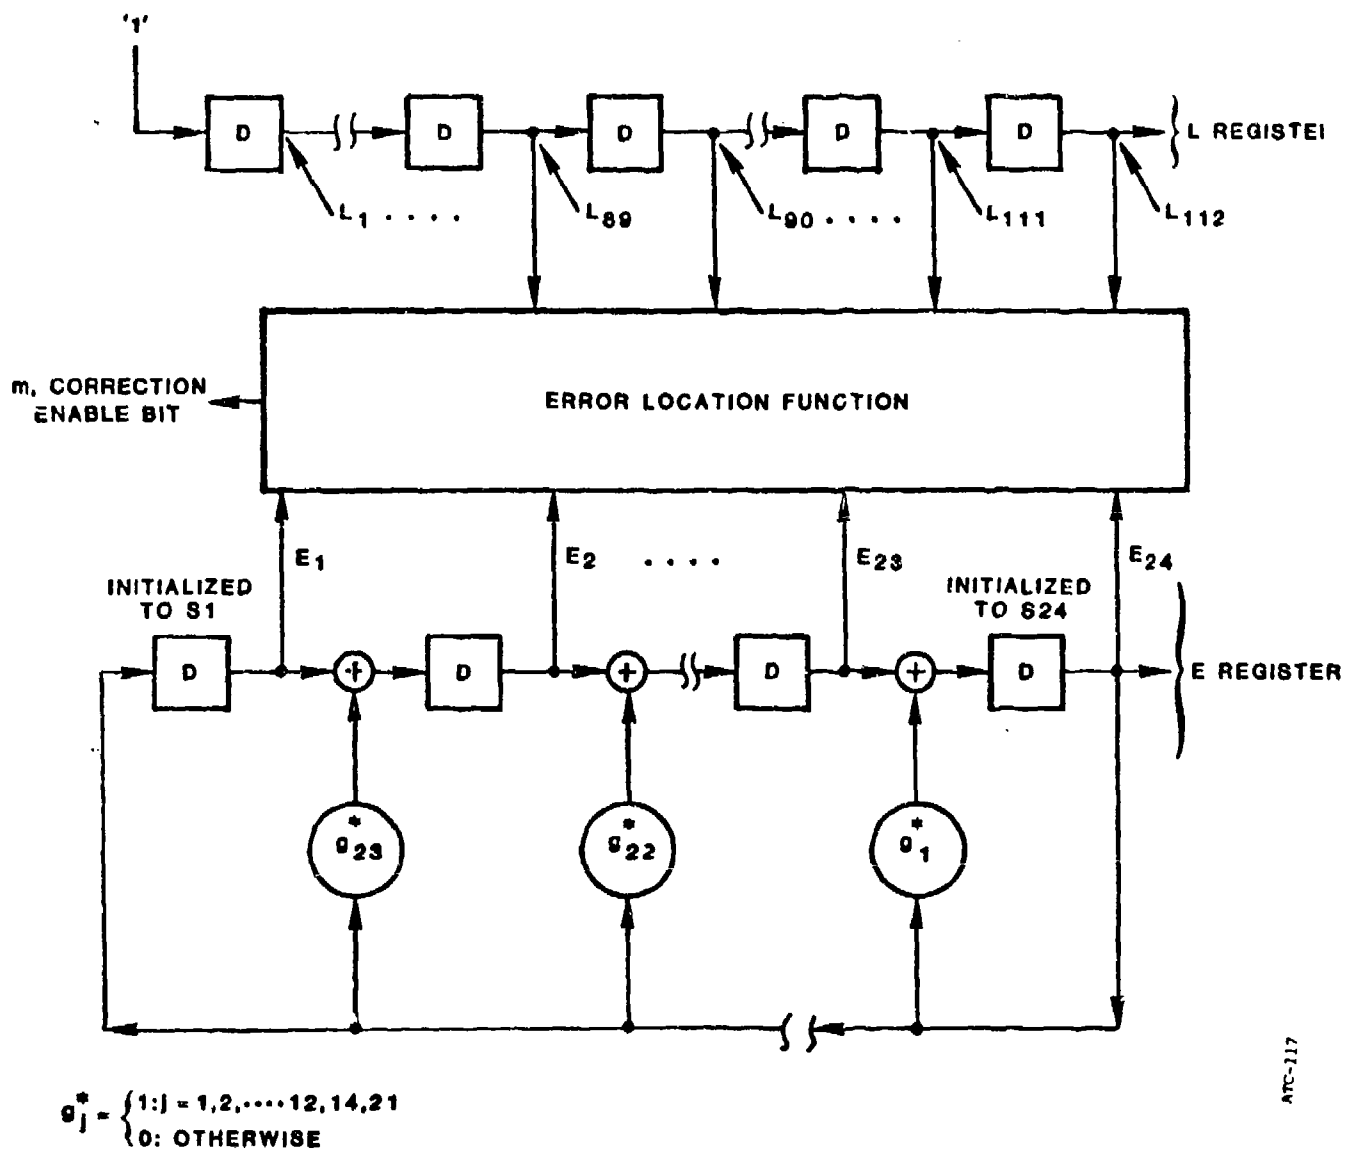 '1'
D D D D D L REGISTEI
L1 .... L89 L90 .... L111 L112
m, CORRECTION
ENABLE BIT
ERROR LOCATION FUNCTION
E1 E2 .... E23 E24
INITIALIZED
TO S1
INITIALIZED
TO S24
D D D D E REGISTER
+ + +
g*23 g*22 g*1
g*j = { 1:j = 1,2,....12,14,21
0: OTHERWISE
ATC-117